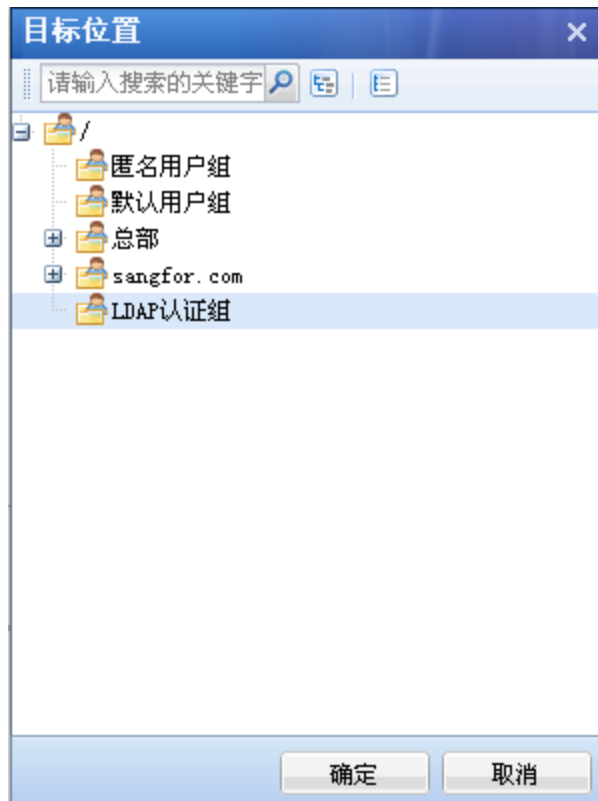 目标位置
请输入搜索的关键字
/
匿名用户组
默认用户组
总部
sangfor.com
LDAP认证组
确定 取消